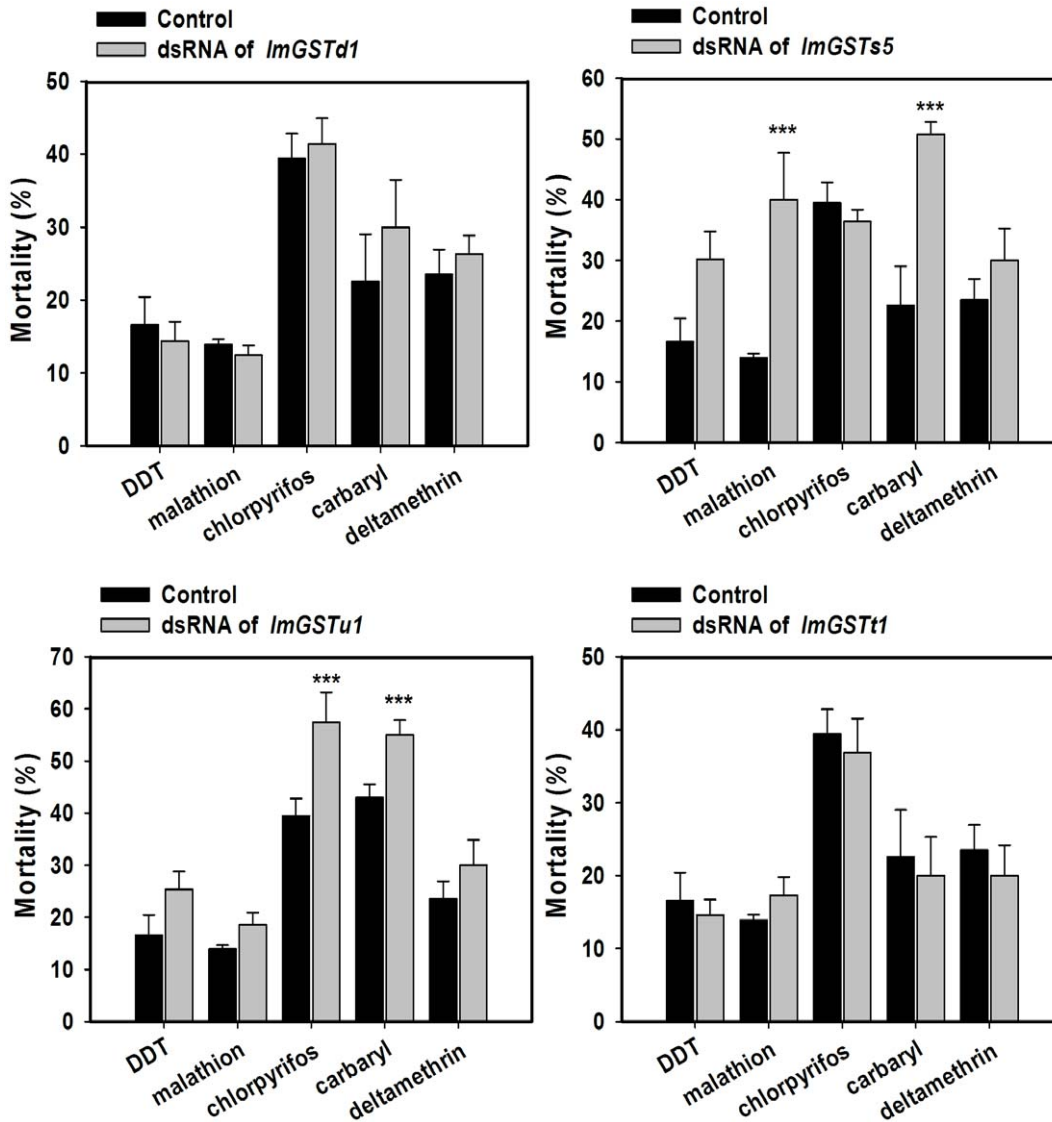 Control
dsRNA of lmGSTd1
Mortality (%)
50
40
30
20
10
0
DDT
malathion
chlorpyrifos
carbaryl
deltamethrin
Control
dsRNA of lmGSTs5
Mortality (%)
60
50
40
30
20
10
0
***
***
DDT
malathion
chlorpyrifos
carbaryl
deltamethrin
Control
dsRNA of lmGSTu1
Mortality (%)
70
60
50
40
30
20
10
0
***
***
DDT
malathion
chlorpyrifos
carbaryl
deltamethrin
Control
dsRNA of lmGSTt1
Mortality (%)
50
40
30
20
10
0
DDT
malathion
chlorpyrifos
carbaryl
deltamethrin